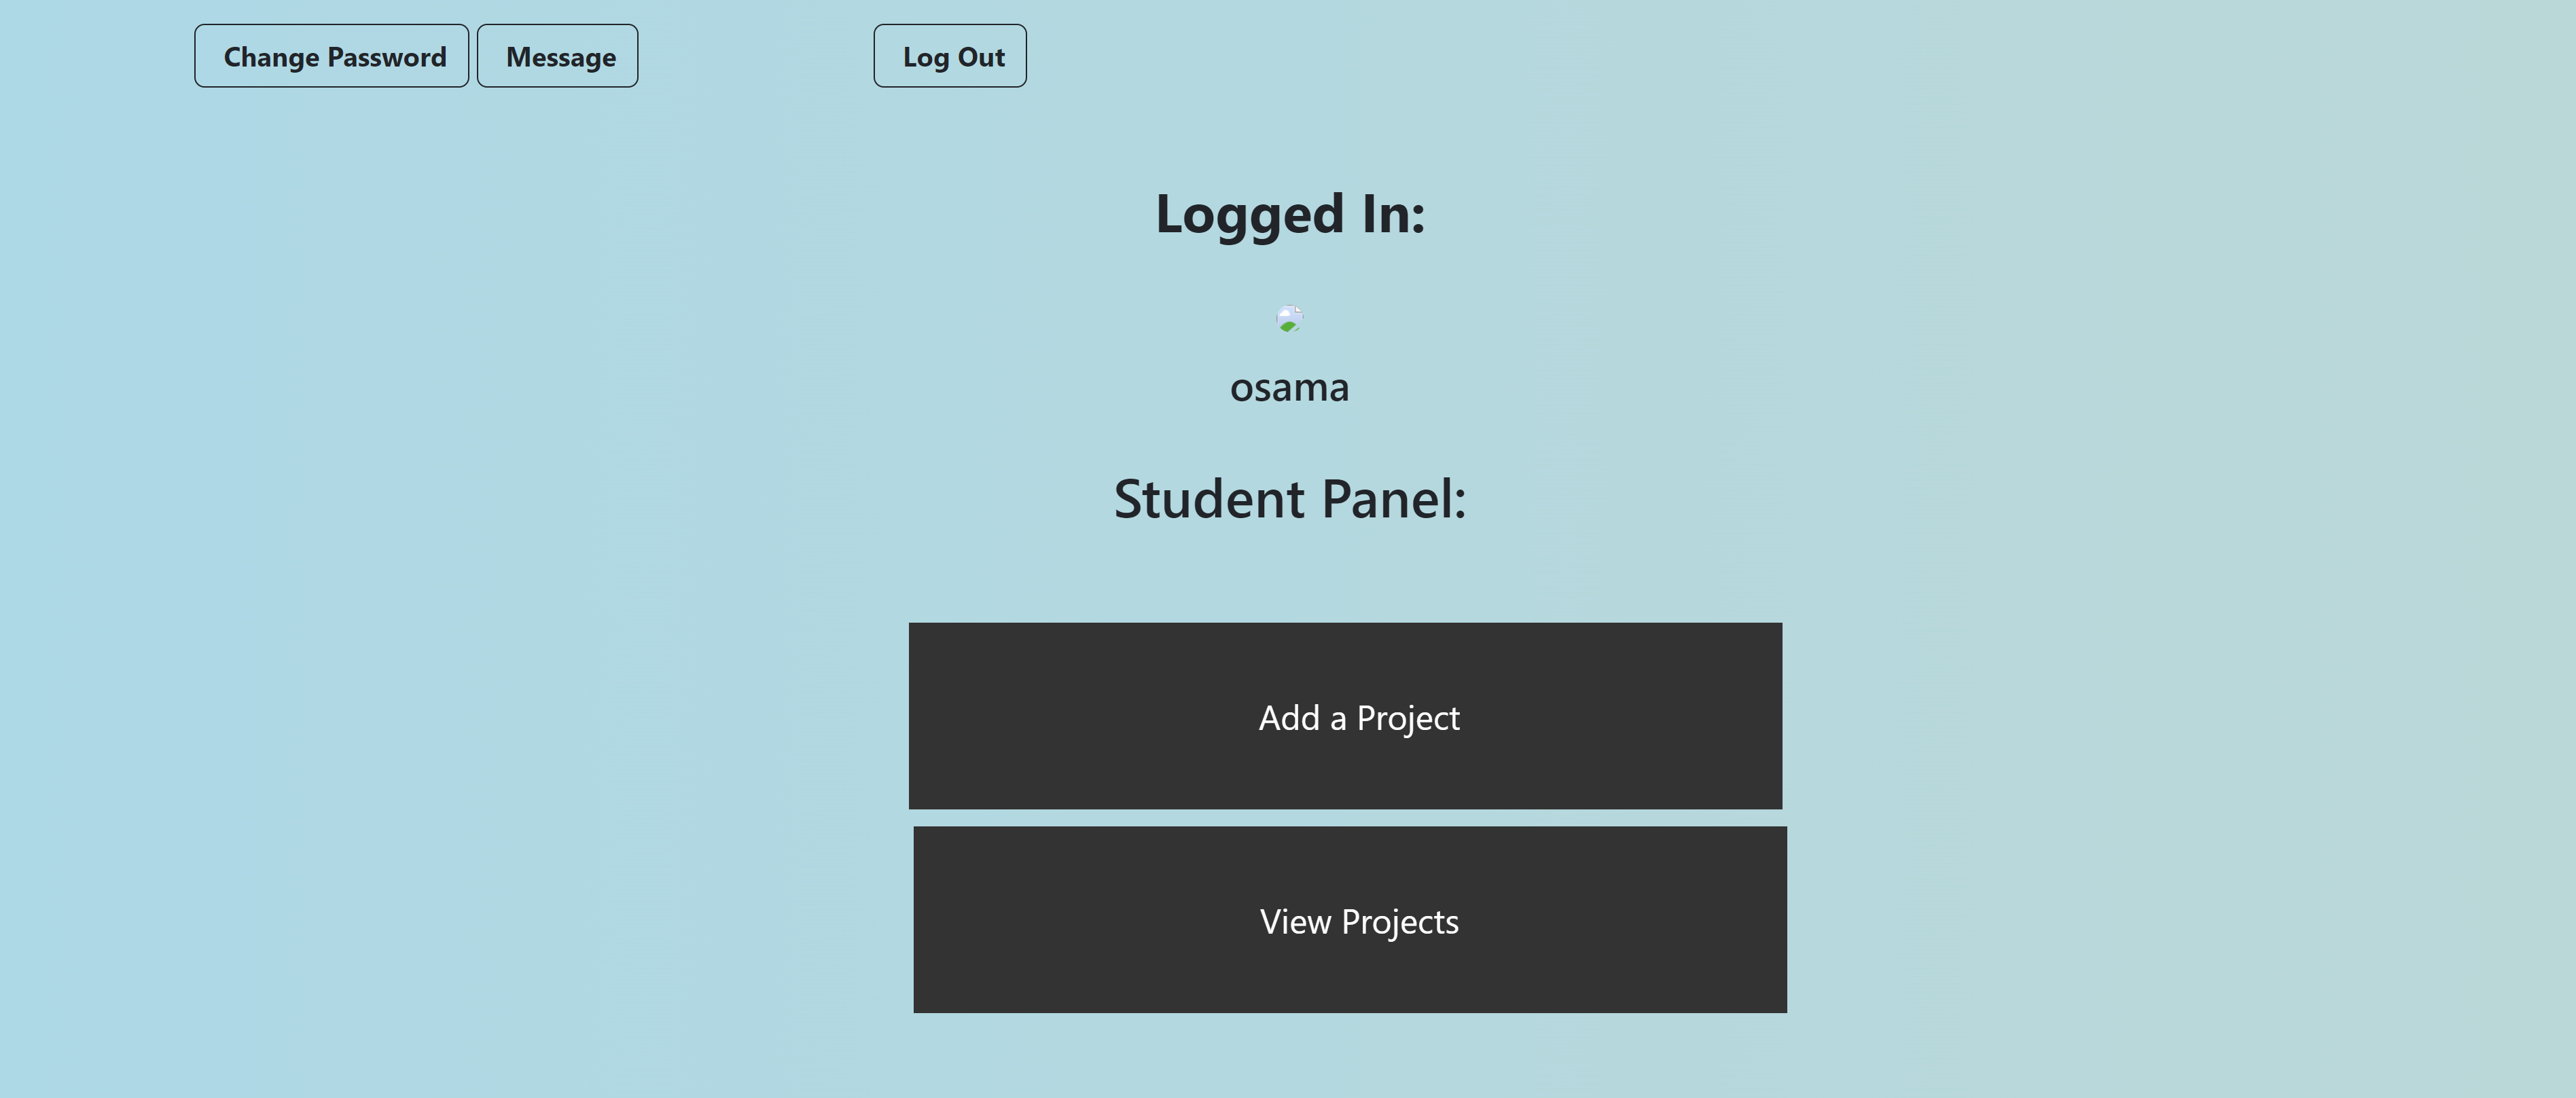 Change Password Message Log Out
Logged In:
osama
Student Panel:
Add a Project
View Projects